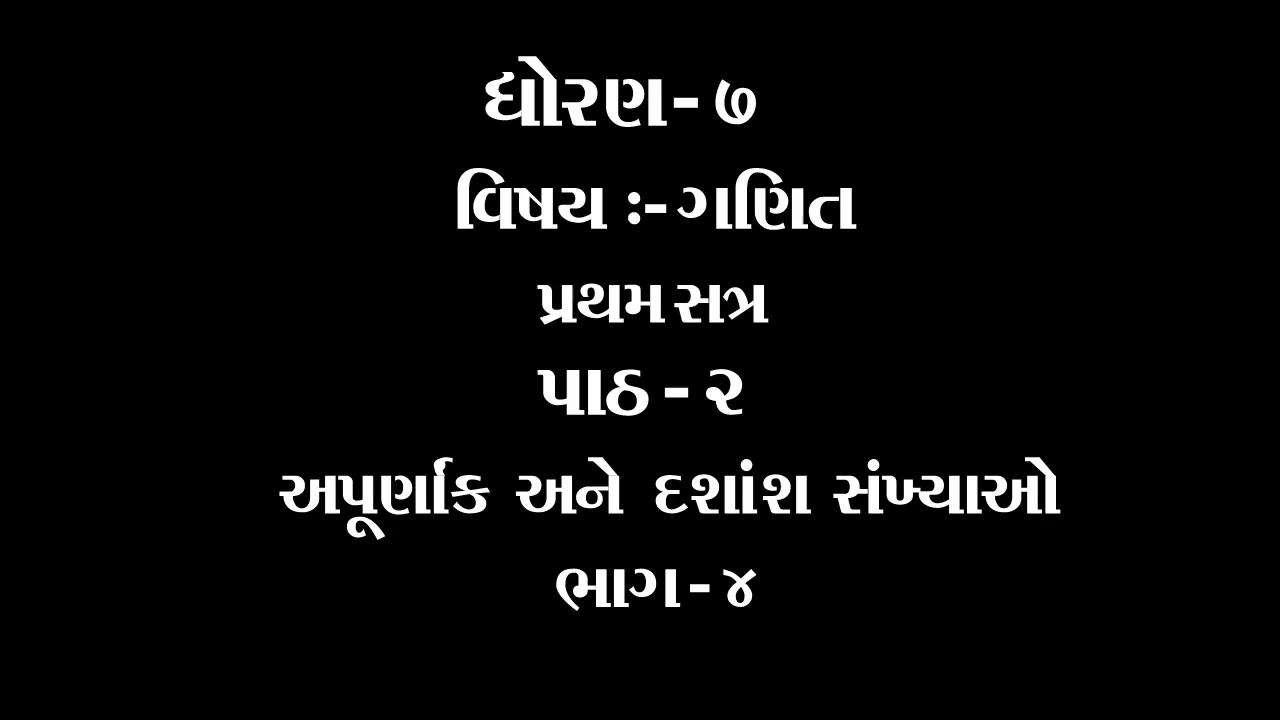 ધોરણ-૭
વિષય ઃ-ગણિત
પ્રથમ સત્ર
પાઠ - ૨
અપૂર્ણાક અને દશાંશ સંખ્યાઓ
ભાગ-૪